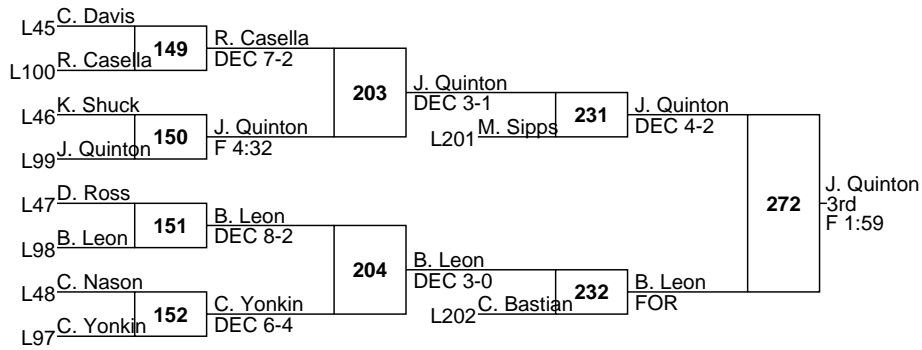 L45 C. Davis
149
L100 R. Casella
R. Casella
DEC 7-2
L46 K. Shuck
150
L99 J. Quinton
J. Quinton
F 4:32
203
J. Quinton
DEC 3-1
L201 M. Sipps
231
J. Quinton
DEC 4-2
L47 D. Ross
151
L98 B. Leon
B. Leon
DEC 8-2
L48 C. Nason
152
L97 C. Yonkin
C. Yonkin
DEC 6-4
204
B. Leon
DEC 3-0
L202 C. Bastian
232
B. Leon
FOR
272
J. Quinton
3rd
F 1:59